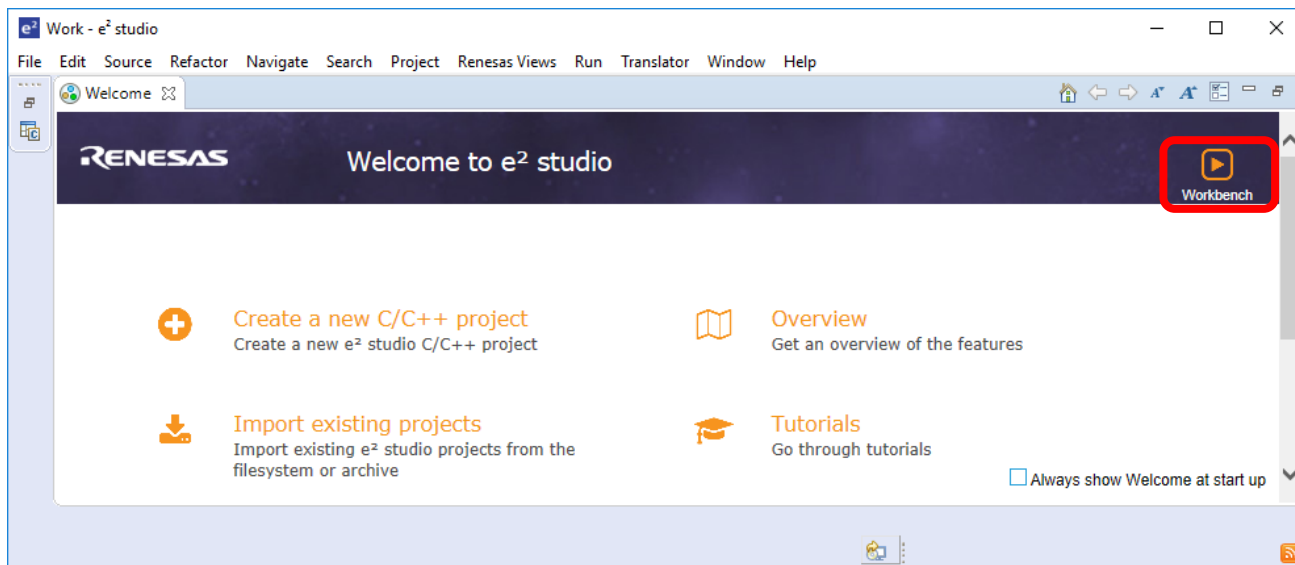 e² Work - e² studio
File Edit Source Refactor Navigate Search Project Renesas Views Run Translator Window Help
Welcome
RENESAS Welcome to e² studio
Workbench
Create a new C/C++ project
Create a new e² studio C/C++ project
Overview
Get an overview of the features
Import existing projects
Import existing e² studio projects from the
filesystem or archive
Tutorials
Go through tutorials
Always show Welcome at start up